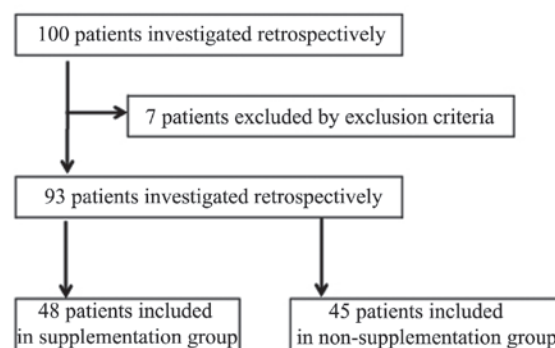 100 patients investigated retrospectively
7 patients excluded by exclusion criteria
93 patients investigated retrospectively
48 patients included
in supplementation group
45 patients included
in non-supplementation group